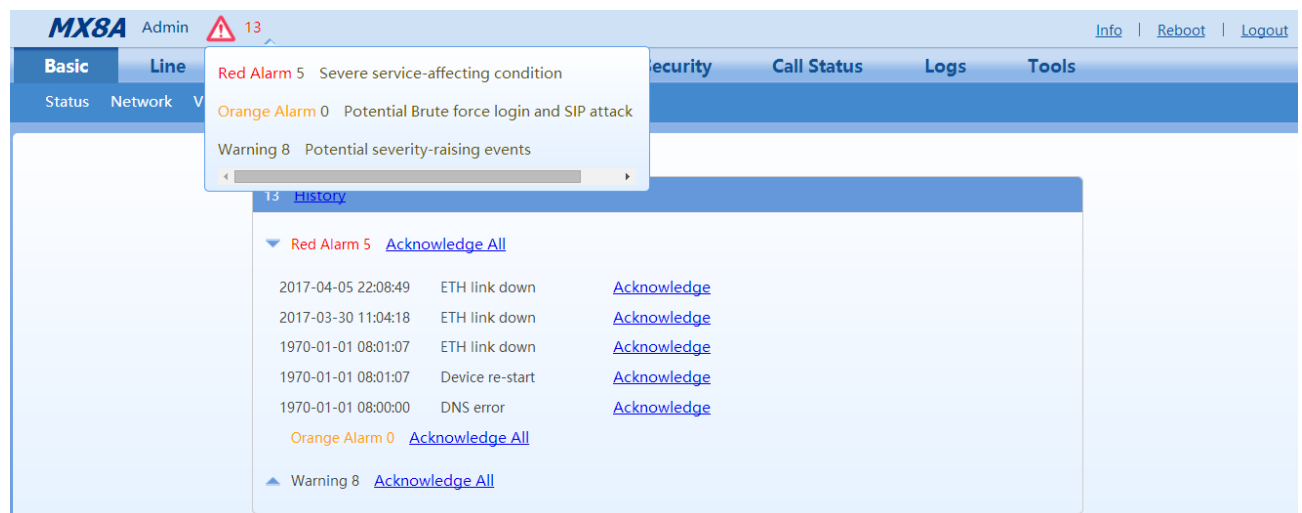 MX8A Admin 13 Info | Reboot | Logout
Basic Line Security Call Status Logs Tools
Status Network V
Red Alarm 5 Severe service-affecting condition
Orange Alarm 0 Potential Brute force login and SIP attack
Warning 8 Potential severity-raising events
13 History
Red Alarm 5 Acknowledge All
2017-04-05 22:08:49 ETH link down Acknowledge
2017-03-30 11:04:18 ETH link down Acknowledge
1970-01-01 08:01:07 ETH link down Acknowledge
1970-01-01 08:01:07 Device re-start Acknowledge
1970-01-01 08:00:00 DNS error Acknowledge
Orange Alarm 0 Acknowledge All
Warning 8 Acknowledge All